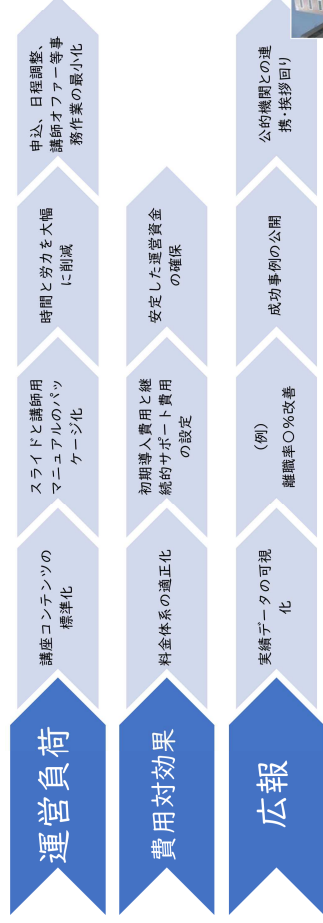 運営負荷
講座コンテンツの
標準化
スライドと講師用
マニュアルのパッ
ケージ化
時間と労力を大幅
に削減
申込、日程調整、
講師オファー等事
務作業の最小化
費用対効果
料金体系の適正化
初期導入費用と継
続的サポート費用
の設定
安定した運営資金
の確保
広報
実績データの可視
化
(例)
離職率〇%改善
成功事例の公開
公的機関との連
携・挨拶回り